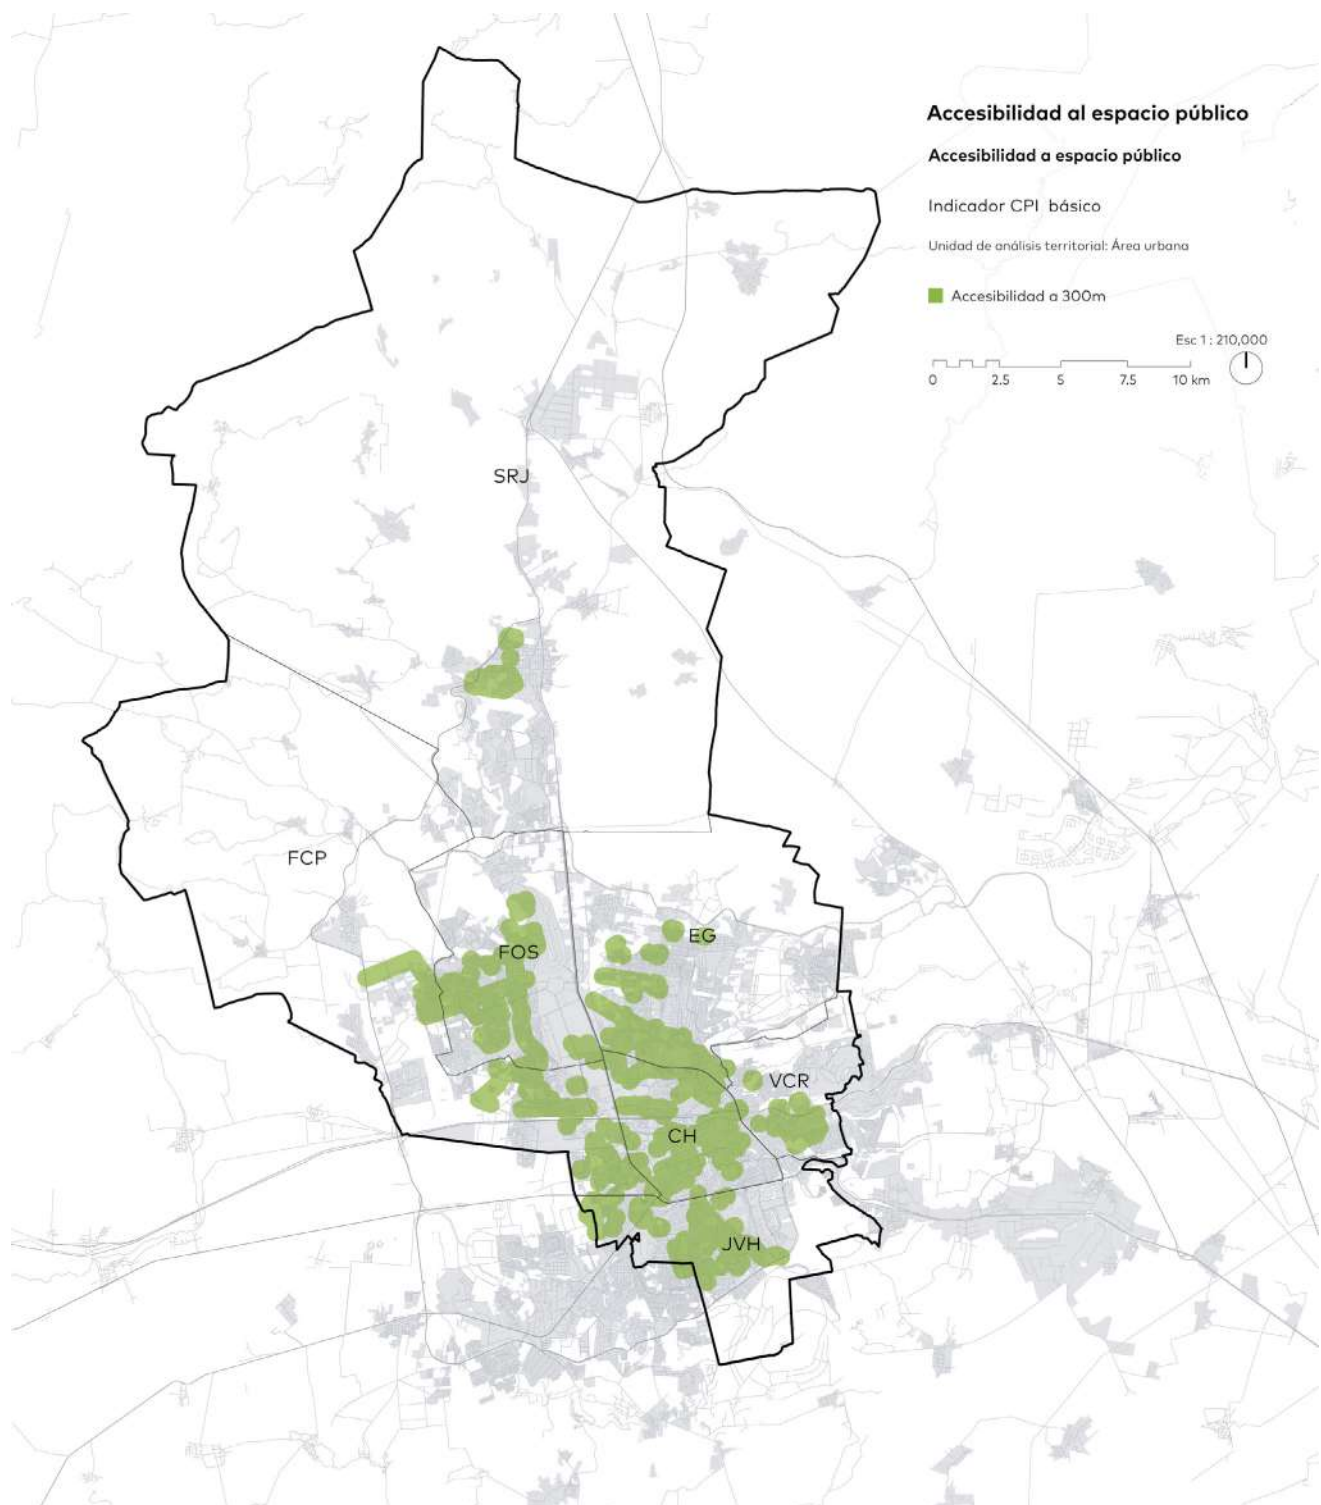 Accesibilidad al espacio público
Accesibilidad a espacio público
Indicador CPI básico
Unidad de análisis territorial: Área urbana
Accesibilidad a 300m
Esc 1 : 210,000
0 2.5 5 7.5 10 km
SRJ
FCP
FOS
EG
VCR
CH
JVH